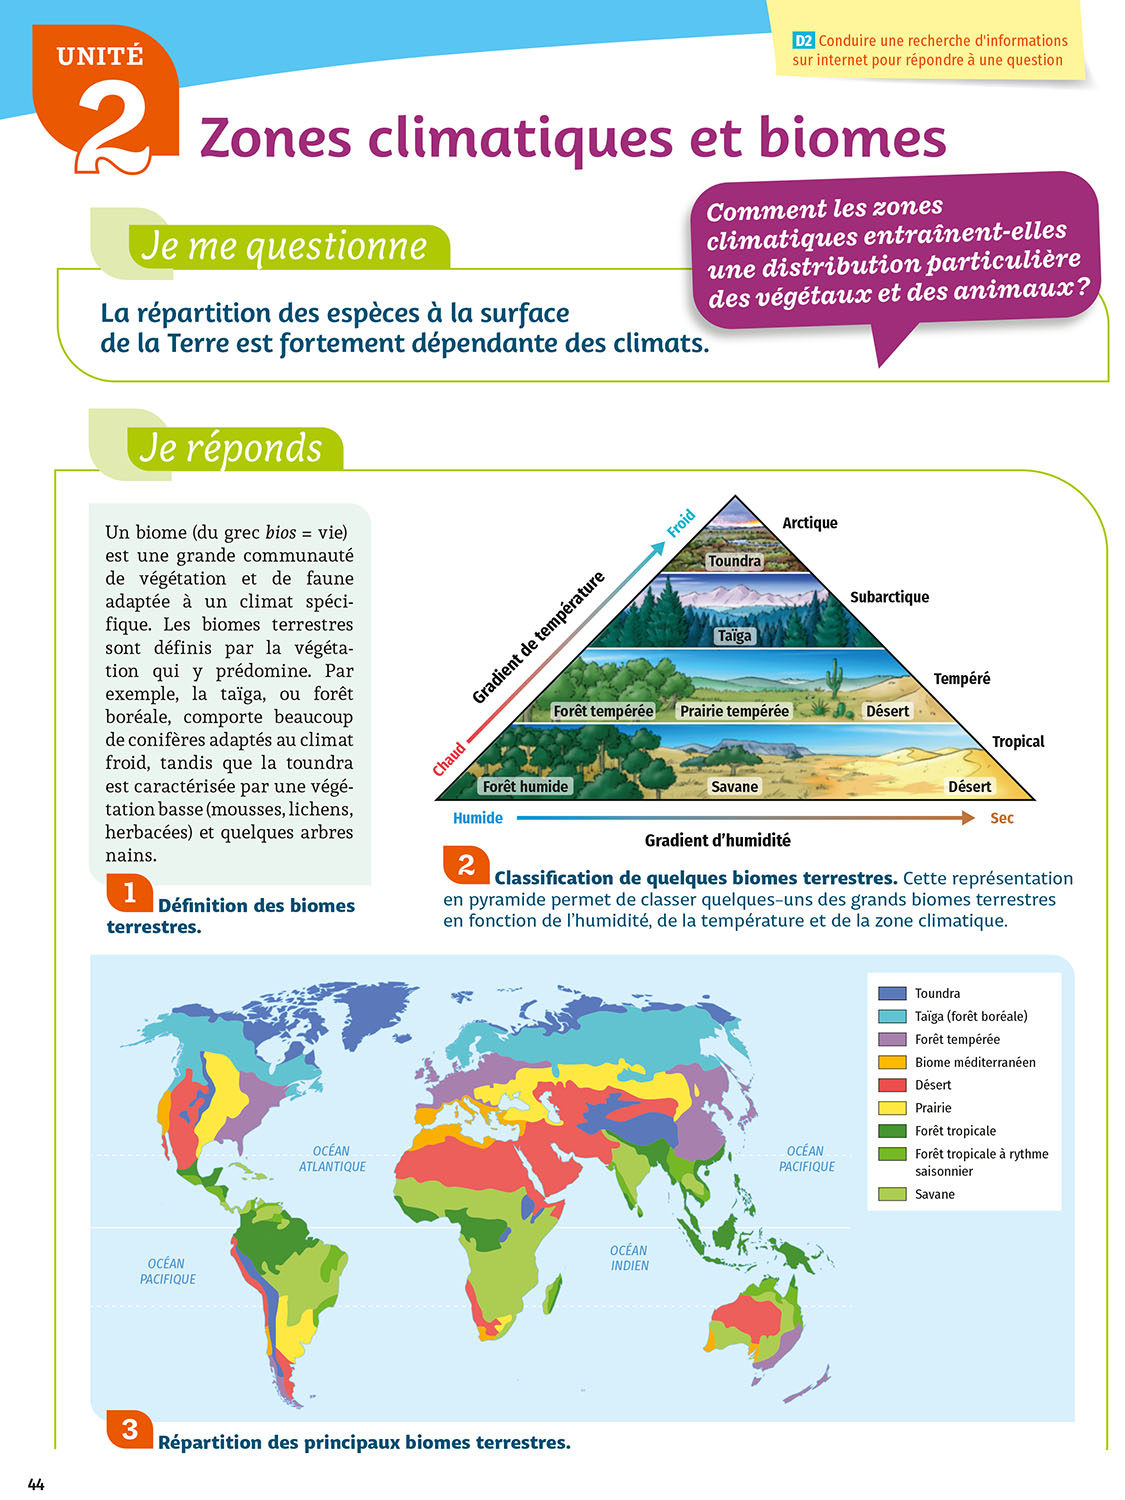 UNITÉ
2
D2 Conduire une recherche d'informations
sur internet pour répondre à une question
Zones climatiques et biomes
Je me questionne
Comment les zones
climatiques entraînent-elles
une distribution particulière
des végétaux et des animaux ?
La répartition des espèces à la surface
de la Terre est fortement dépendante des climats.
Je réponds
Un biome (du grec bios = vie)
est une grande communauté
de végétation et de faune
adaptée à un climat spéci-
fique. Les biomes terrestres
sont définis par la végéta-
tion qui y prédomine. Par
exemple, la taïga, ou forêt
boréale, comporte beaucoup
de conifères adaptés au climat
froid, tandis que la toundra
est caractérisée par une végé-
tation basse (mousses, lichens,
herbacées) et quelques arbres
nains.
1 Définition des biomes
terrestres.
Froid
Gradient de température
Chaud
Arctique
Toundra
Subarctique
Taïga
Tempéré
Forêt tempérée Prairie tempérée Désert
Tropical
Forêt humide Savane Désert
Humide Sec
Gradient d'humidité
2 Classification de quelques biomes terrestres. Cette représentation
en pyramide permet de classer quelques-uns des grands biomes terrestres
en fonction de l'humidité, de la température et de la zone climatique.
Toundra
Taïga (forêt boréale)
Forêt tempérée
Biome méditerranéen
Désert
Prairie
Forêt tropicale
Forêt tropicale à rythme
saisonnier
Savane
OCÉAN
ATLANTIQUE
OCÉAN
PACIFIQUE
OCÉAN
PACIFIQUE
OCÉAN
INDIEN
3 Répartition des principaux biomes terrestres.
44